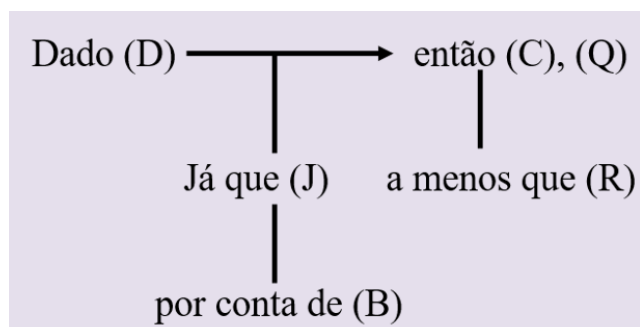 Dado (D) então (C), (Q)
Já que (J) a menos que (R)
por conta de (B)